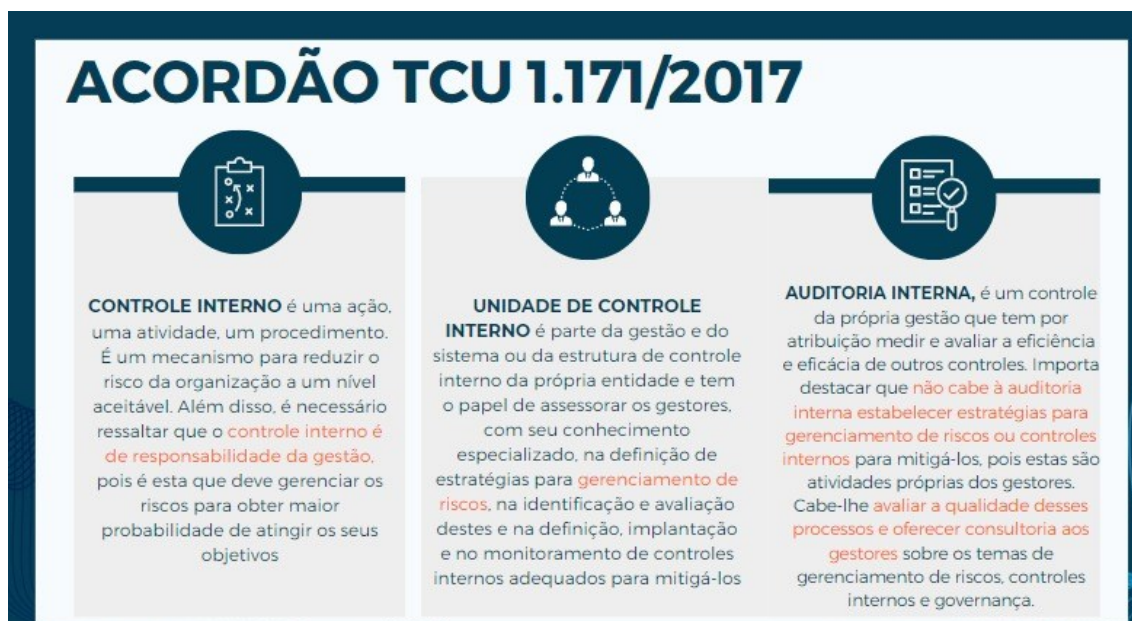 ACORDÃO TCU 1.171/2017
CONTROLE INTERNO é uma ação,
uma atividade, um procedimento.
É um mecanismo para reduzir o
risco da organização a um nível
aceitável. Além disso, é necessário
ressaltar que o controle interno é
de responsabilidade da gestão,
pois é esta que deve gerenciar os
riscos para obter maior
probabilidade de atingir os seus
objetivos
UNIDADE DE CONTROLE
INTERNO é parte da gestão e do
sistema ou da estrutura de controle
interno da própria entidade e tem
o papel de assessorar os gestores,
com seu conhecimento
especializado, na definição de
estratégias para gerenciamento de
riscos, na identificação e avaliação
destes e na definição, implantação
e no monitoramento de controles
internos adequados para mitigá-los
AUDITORIA INTERNA, é um controle
da própria gestão que tem por
atribuição medir e avaliar a eficiência
e eficácia de outros controles. Importa
destacar que não cabe à auditoria
interna estabelecer estratégias para
gerenciamento de riscos ou controles
internos para mitigá-los, pois estas são
atividades próprias dos gestores.
Cabe-lhe avaliar a qualidade desses
processos e oferecer consultoria aos
gestores sobre os temas de
gerenciamento de riscos, controles
internos e governança.